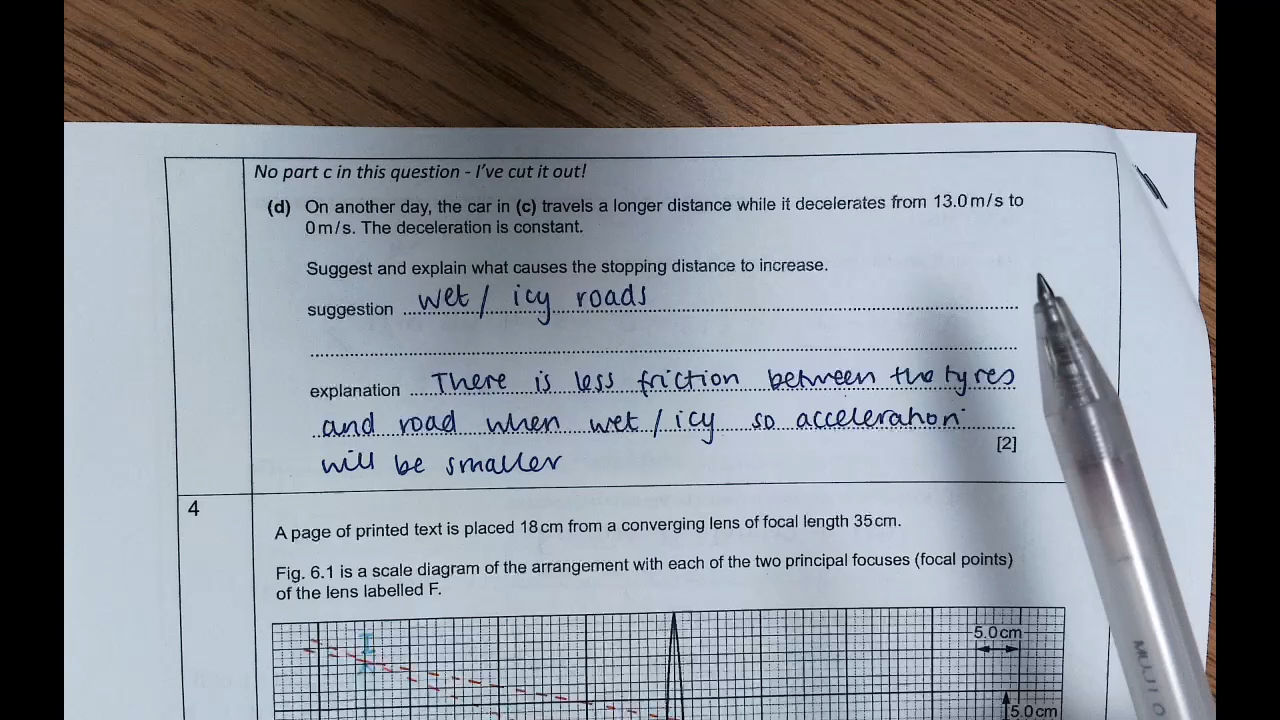 No part c in this question - I've cut it out!
(d) On another day, the car in (c) travels a longer distance while it decelerates from 13.0 m/s to
0 m/s. The deceleration is constant.
Suggest and explain what causes the stopping distance to increase.
suggestion wet / icy roads
explanation There is less friction between the tyres
and road when wet / icy so acceleration
[2]
will be smaller
4
A page of printed text is placed 18 cm from a converging lens of focal length 35 cm.
Fig. 6.1 is a scale diagram of the arrangement with each of the two principal focuses (focal points)
of the lens labelled F.
5.0 cm
I
5.0 cm
MUJI 0